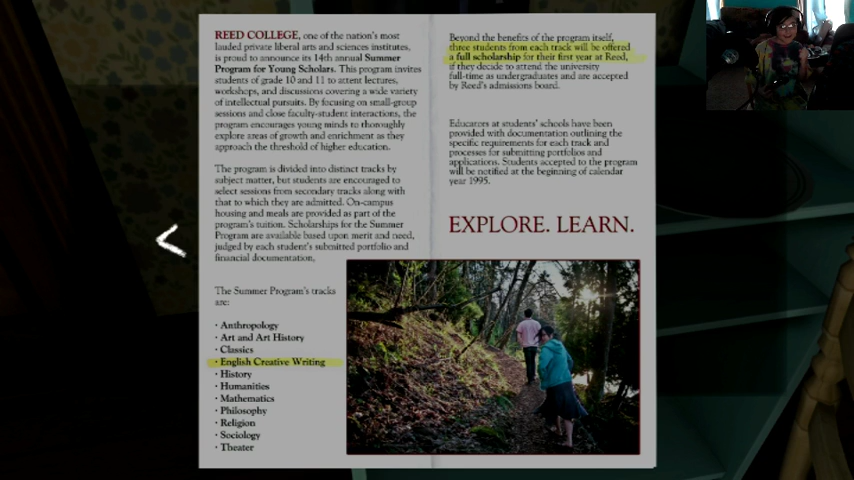 REED COLLEGE, one of the nation's most
lauded private liberal arts and sciences institutes,
is proud to announce its 14th annual Summer
Program for Young Scholars. This program invites
students of grade 10 and 11 to attent lectures,
workshops, and discussions covering a wide variety
of intellectual pursuits. By focusing on small-group
sessions and close faculty-student interactions, the
program encourages young minds to thoroughly
explore areas of growth and enrichment as they
approach the threshold of higher education.
The program is divided into distinct tracks by
subject matter, but students are encouraged to
select sessions from secondary tracks along with
that to which they are admitted. On-campus
housing and meals are provided as part of the
program's tuition. Scholarships for the Summer
Program are available based upon merit and need,
judged by each student's submitted portfolio and
financial documentation.
The Summer Program's tracks
are:
· Anthropology
· Art and Art History
· Classics
· English Creative Writing
· History
· Humanities
· Mathematics
· Philosophy
· Religion
· Sociology
· Theater
Beyond the benefits of the program itself,
three students from each track will be offered
a full scholarship for their first year at Reed,
if they decide to attend the university
full-time as undergraduates and are accepted
by Reed's admissions board.
Educators at students' schools have been
provided with documentation outlining the
specific requirements for each track and
processes for submitting portfolios and
applications. Students accepted to the program
will be notified at the beginning of calendar
year 1995.
EXPLORE. LEARN.